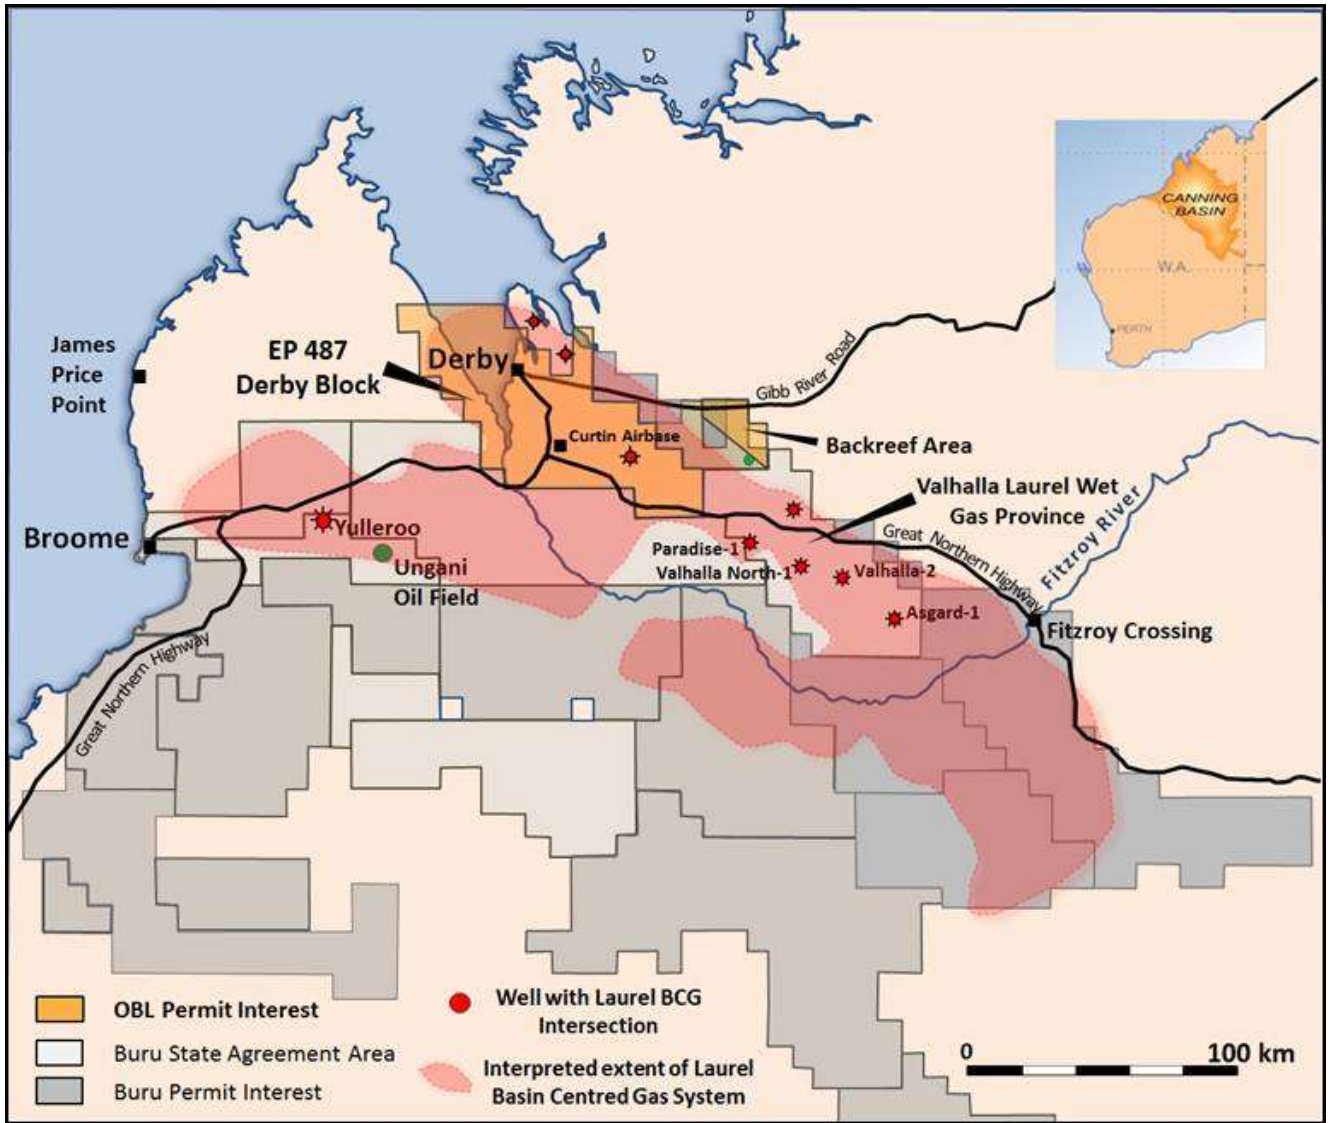 CANNING
BASIN
W.A.
PERTH
James
Price
Point
EP 487
Derby Block
Derby
Gibb River Road
Curtin Airbase
Backreef Area
Valhalla Laurel Wet
Gas Province
Broome
Yulleroo
Ungani
Oil Field
Paradise-1
Valhalla North-1
Valhalla-2
Asgard-1
Great Northern Highway
Fitzroy River
Fitzroy Crossing
Great Northern Highway
OBL Permit Interest
Buru State Agreement Area
Buru Permit Interest
Well with Laurel BCG
Intersection
Interpreted extent of Laurel
Basin Centred Gas System
0 100 km